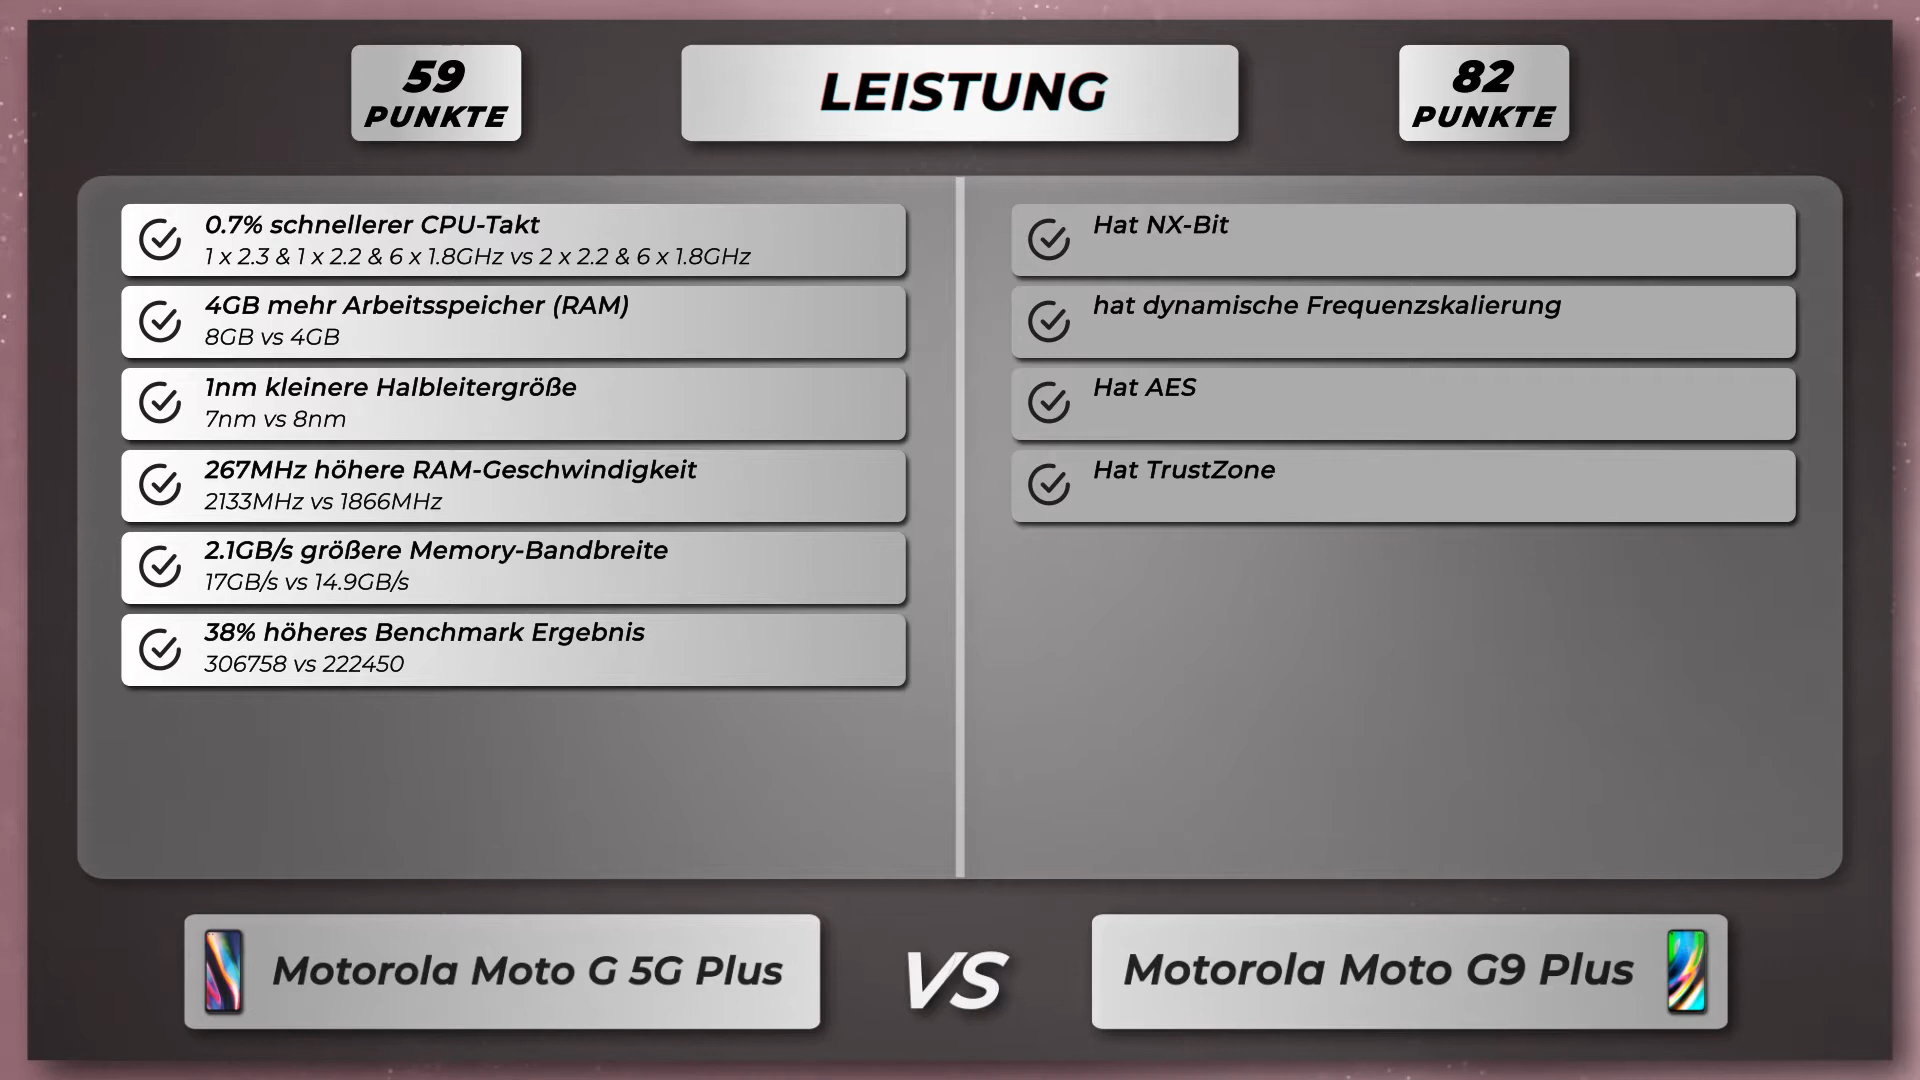 59
PUNKTE
LEISTUNG
82
PUNKTE
0.7% schnellerer CPU-Takt
1 x 2.3 & 1 x 2.2 & 6 x 1.8GHz vs 2 x 2.2 & 6 x 1.8GHz
4GB mehr Arbeitsspeicher (RAM)
8GB vs 4GB
1nm kleinere Halbleitergröße
7nm vs 8nm
267MHz höhere RAM-Geschwindigkeit
2133MHz vs 1866MHz
2.1GB/s größere Memory-Bandbreite
17GB/s vs 14.9GB/s
38% höheres Benchmark Ergebnis
306758 vs 222450
Hat NX-Bit
hat dynamische Frequenzskalierung
Hat AES
Hat TrustZone
Motorola Moto G 5G Plus
VS
Motorola Moto G9 Plus